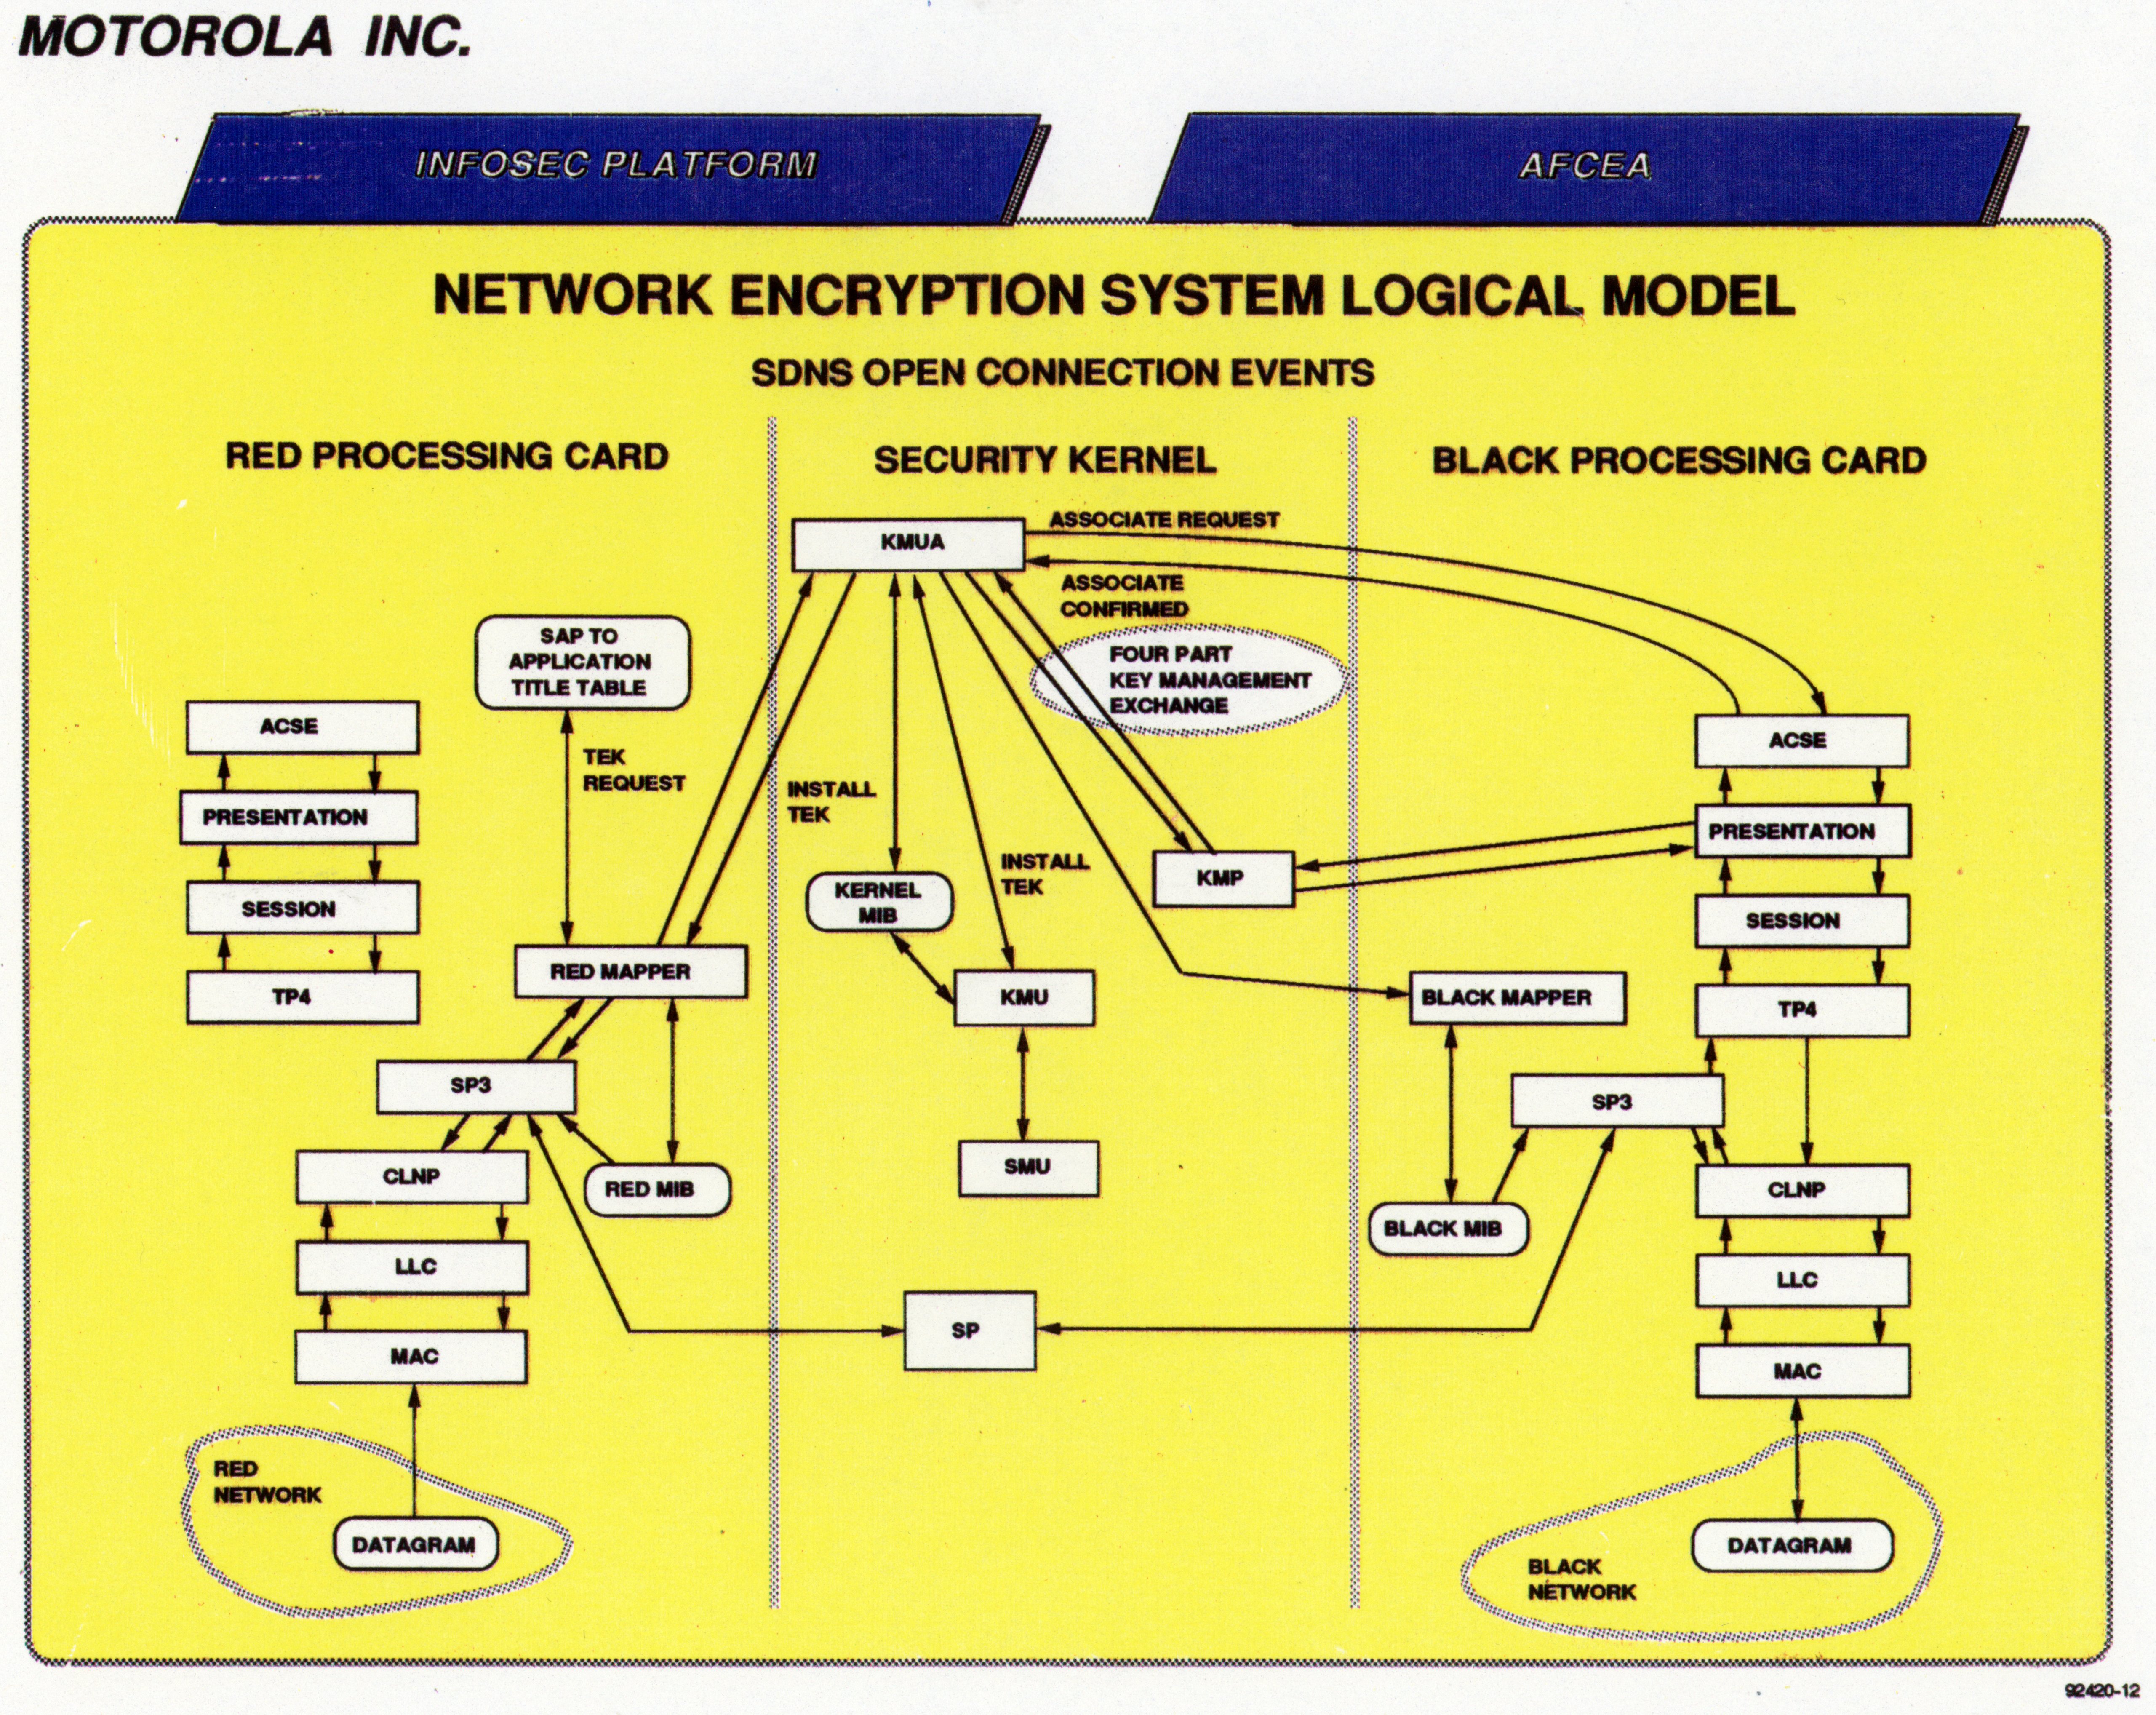 MOTOROLA INC.
INFOSEC PLATFORM
AFCEA
NETWORK ENCRYPTION SYSTEM LOGICAL MODEL
SDNS OPEN CONNECTION EVENTS
RED PROCESSING CARD
SECURITY KERNEL
BLACK PROCESSING CARD
SAP TO
APPLICATION
TITLE TABLE
ACSE
TEK
REQUEST
PRESENTATION
SESSION
TP4
RED MAPPER
SP3
CLNP
RED MIB
LLC
MAC
RED
NETWORK
DATAGRAM
KMUA
ASSOCIATE REQUEST
ASSOCIATE
CONFIRMED
FOUR PART
KEY MANAGEMENT
EXCHANGE
INSTALL
TEK
INSTALL
TEK
KERNEL
MIB
KMP
KMU
SMU
SP
ACSE
PRESENTATION
SESSION
BLACK MAPPER
TP4
SP3
CLNP
BLACK MIB
LLC
MAC
DATAGRAM
BLACK
NETWORK
92420-12